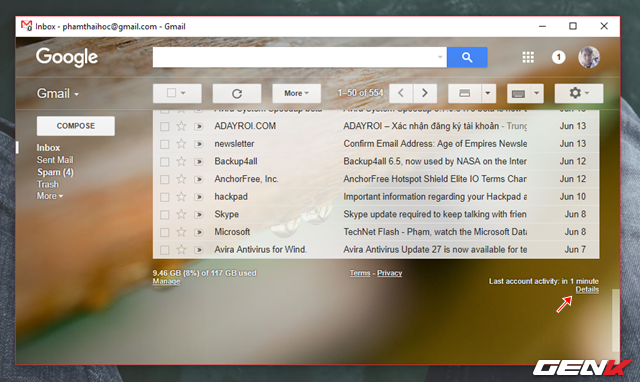 Inbox - phamthaihoc@gmail.com - Gmail
Google
1
Gmail
More
1–50 of 554
COMPOSE
Inbox
Sent Mail
Spam (4)
Trash
More
ADAYROI.COM ADAYROI – Xác nhận đăng ký tài khoản - Trung Jun 13
newsletter Confirm Email Address: Age of Empires Newsle Jun 13
Backup4all Backup4all 6.5, now used by NASA on the Inter Jun 12
AnchorFree, Inc. AnchorFree Hotspot Shield Elite IO Terms Chan Jun 12
hackpad Important information regarding your Hackpad a Jun 10
Skype Skype update required to keep talking with frien Jun 8
Microsoft TechNet Flash - Phạm, watch the Microsoft Data Jun 8
Avira Antivirus for Wind. Avira Antivirus Update 27 is now available for te Jun 7
9.46 GB (8%) of 117 GB used
Manage
Terms - Privacy
Last account activity: in 1 minute
Details
GENK